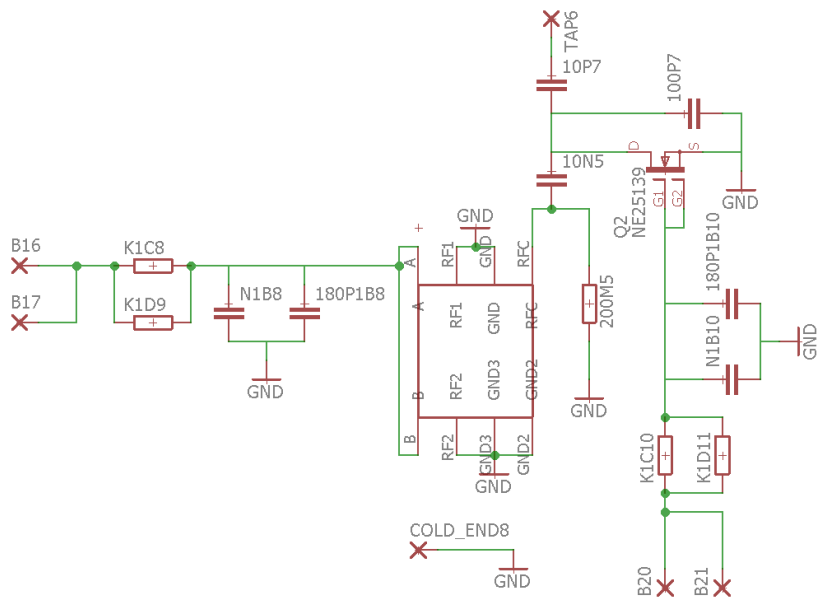 TAP6
10P7
100P7
10N5
D
S
G1
G2
Q2
NE25139
GND
B16
B17
K1C8
K1D9
N1B8
180P1B8
GND
+
A
RF1
GND
GND
RFC
A
RF1
GND
RFC
B
RF2
GND3
GND2
B
RF2
GND3
GND2
GND
200M5
GND
180P1B10
N1B10
GND
K1C10
K1D11
COLD_END8
GND
B20
B21